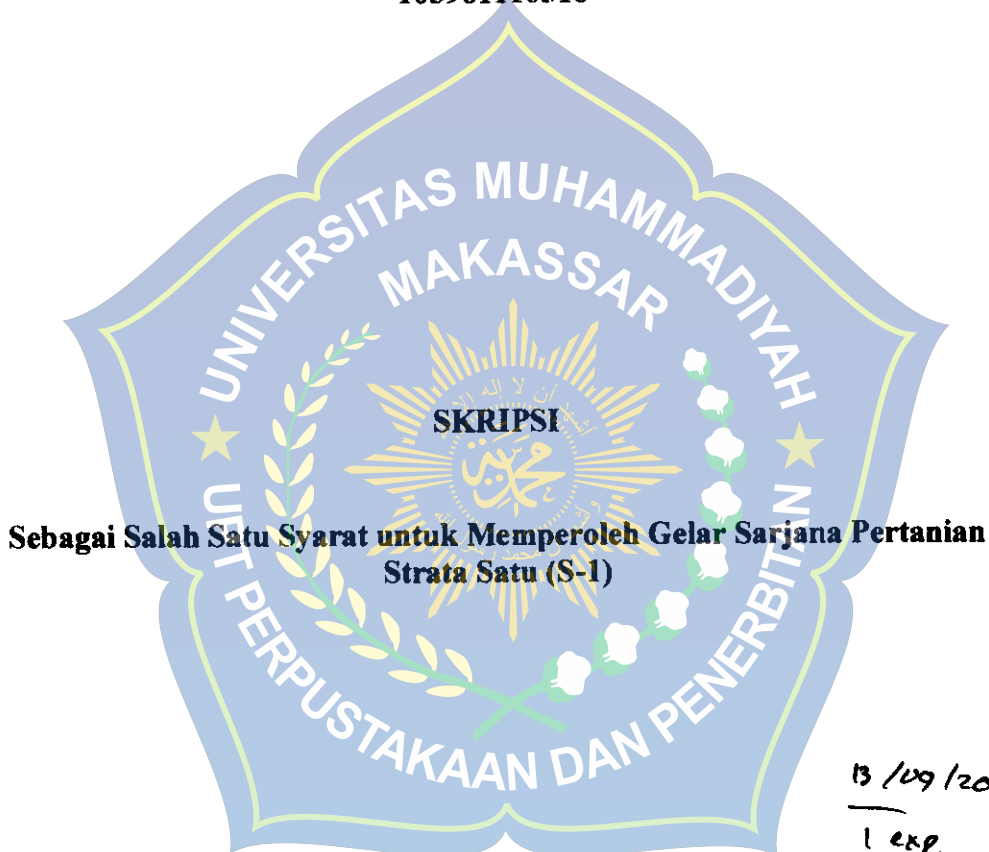 UNIVERSITAS MUHAMMADIYAH
MAKASSAR
SKRIPSI
محمدية
Sebagai Salah Satu Syarat untuk Memperoleh Gelar Sarjana Pertanian
Strata Satu (S-1)
UPT PERPUSTAKAAN DAN PENERBITAN
13 /09 /20
1 exp.